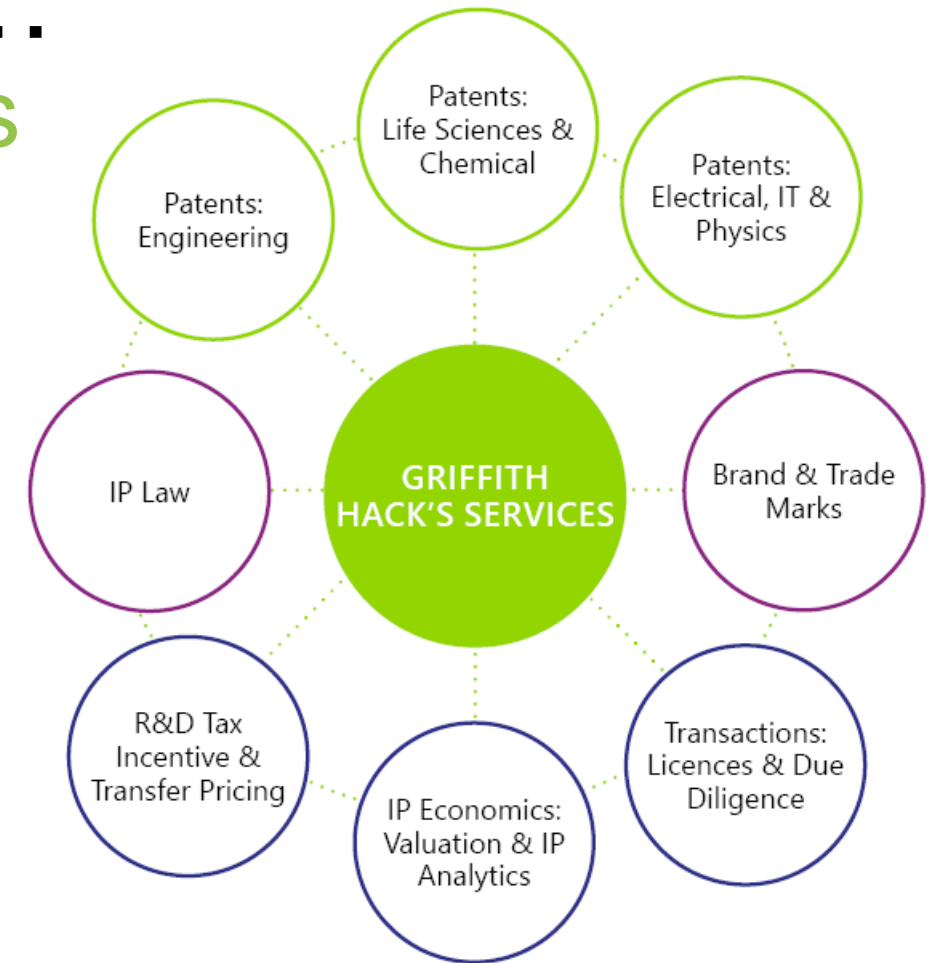 ..
s
Patents:
Life Sciences &
Chemical
Patents:
Electrical, IT &
Physics
Patents:
Engineering
GRIFFITH
HACK’S SERVICES
IP Law
Brand & Trade
Marks
R&D Tax
Incentive &
Transfer Pricing
Transactions:
Licences & Due
Diligence
IP Economics:
Valuation & IP
Analytics